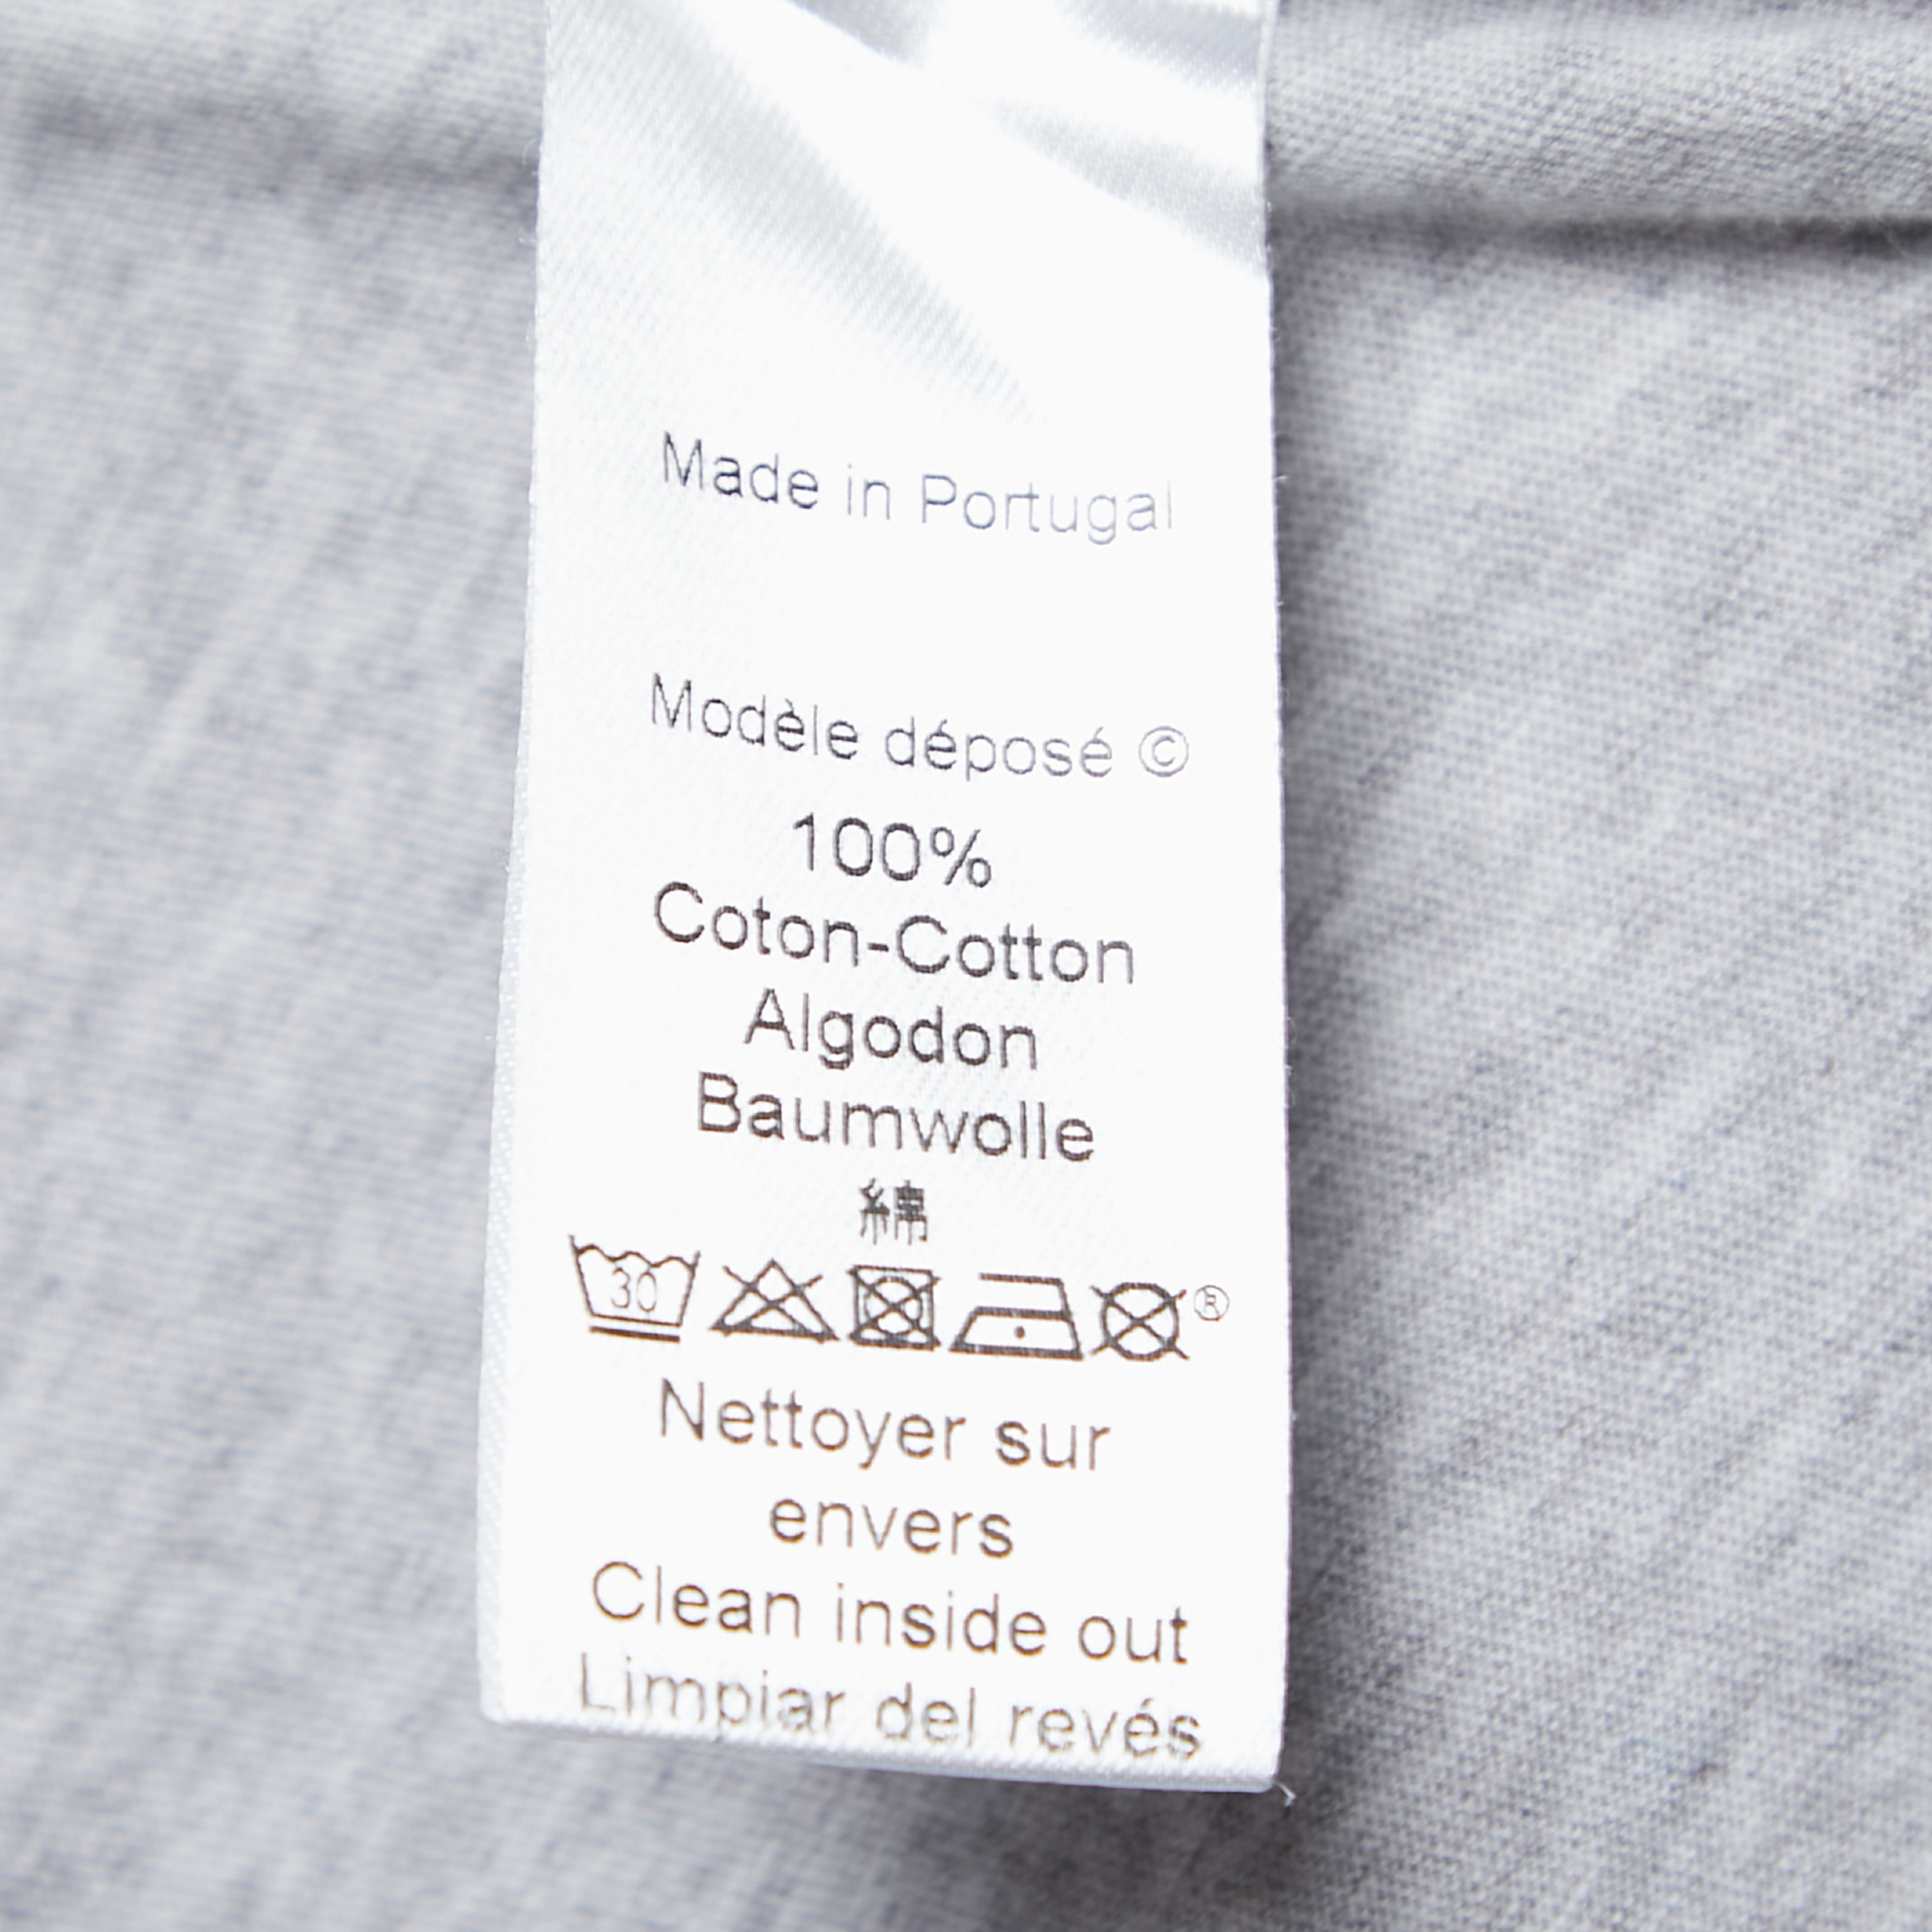 Made in Portugal
Modèle déposé ©
100%
Coton-Cotton
Algodon
Baumwolle
綿
30 ®
Nettoyer sur
envers
Clean inside out
Limpiar del revés